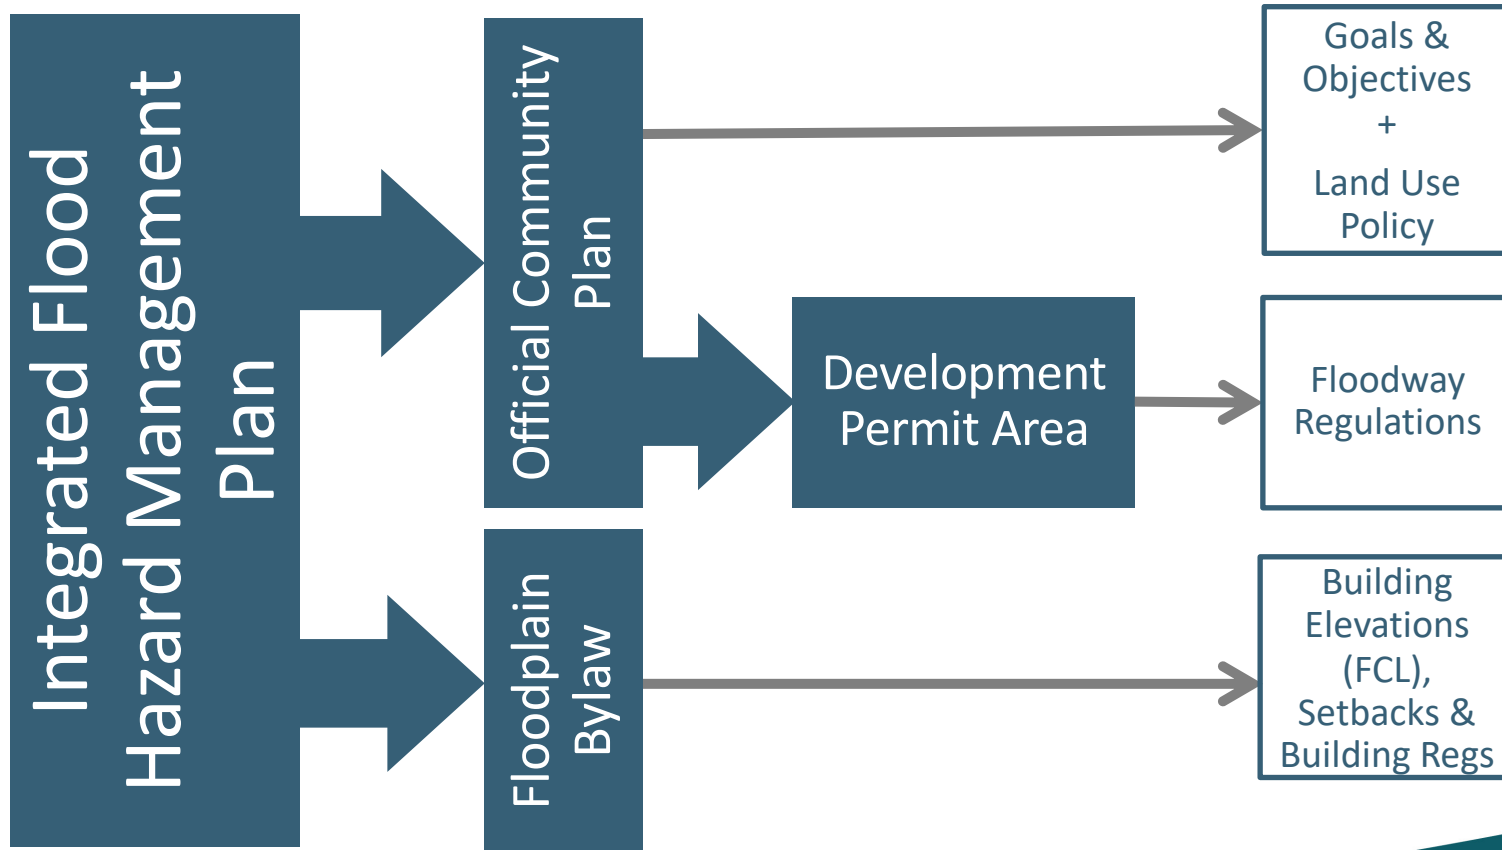 Integrated Flood
Hazard Management
Plan
Official Community
Plan
Floodplain
Bylaw
Development
Permit Area
Goals &
Objectives
+
Land Use
Policy
Floodway
Regulations
Building
Elevations
(FCL),
Setbacks &
Building Regs